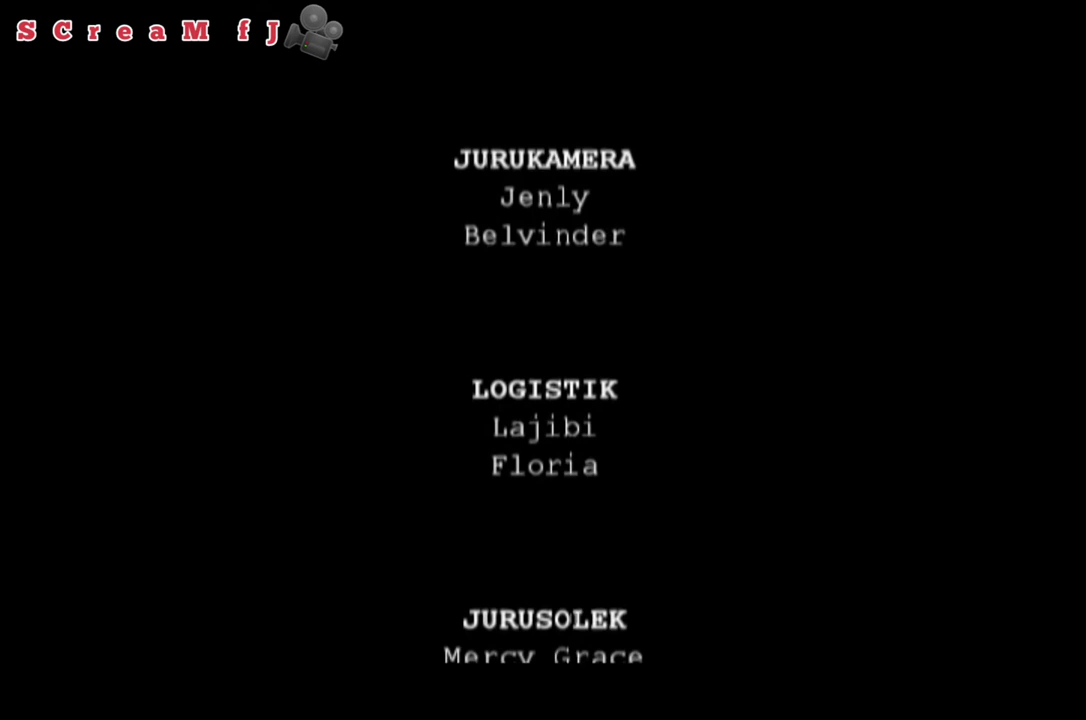 SCreaM fJ
JURUKAMERA
Jenly
Belvinder
LOGISTIK
Lajibi
Floria
JURUSOLEK
Mercy Grace